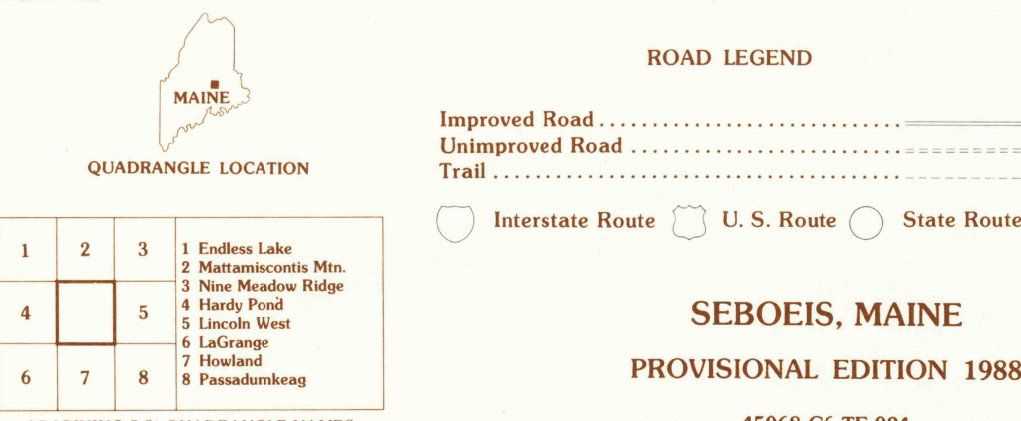 MAINE
QUADRANGLE LOCATION
ROAD LEGEND
Improved Road
Unimproved Road
Trail
Interstate Route U. S. Route State Route
1 2 3
4 5
6 7 8
1 Endless Lake
2 Mattamiscontis Mtn.
3 Nine Meadow Ridge
4 Hardy Pond
5 Lincoln West
6 LaGrange
7 Howland
8 Passadumkeag
SEBOEIS, MAINE
PROVISIONAL EDITION 1988